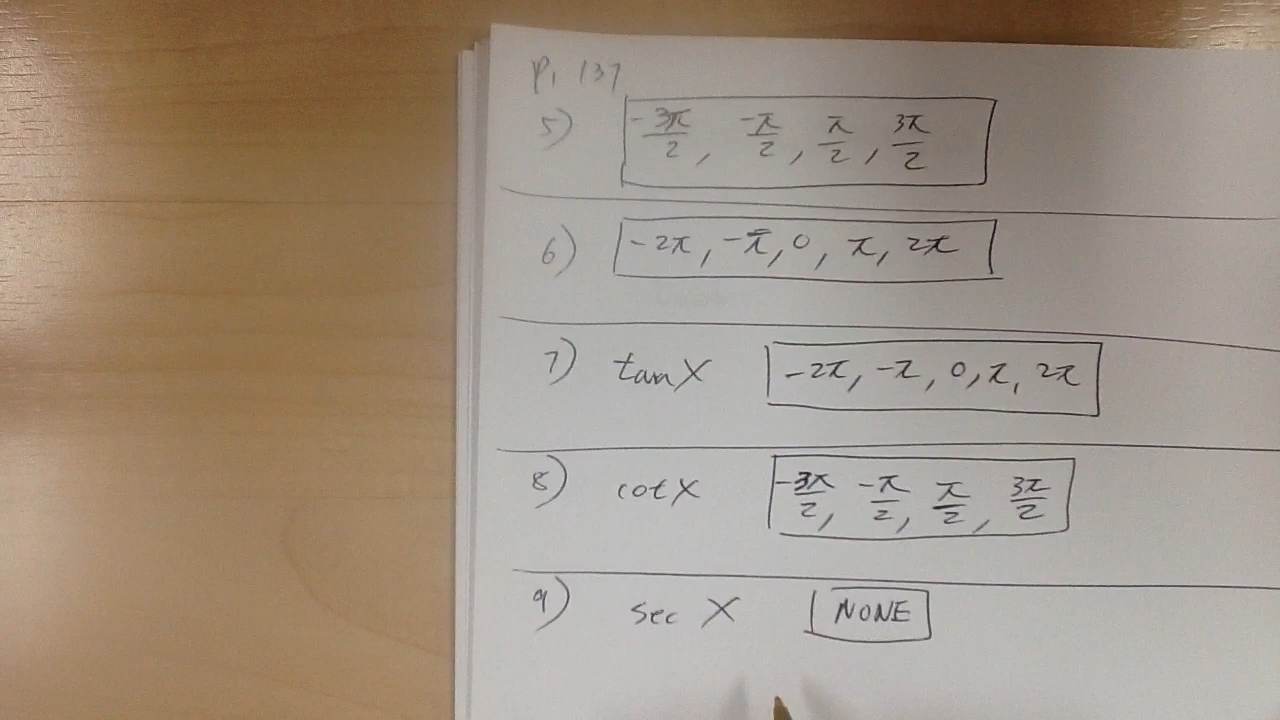 P. 137
5) -3π/2, -π/2, π/2, 3π/2
6) -2π, -π, 0, π, 2π
7) tan X -2π, -π, 0, π, 2π
8) cot X -3π/2, -π/2, π/2, 3π/2
9) sec X NONE